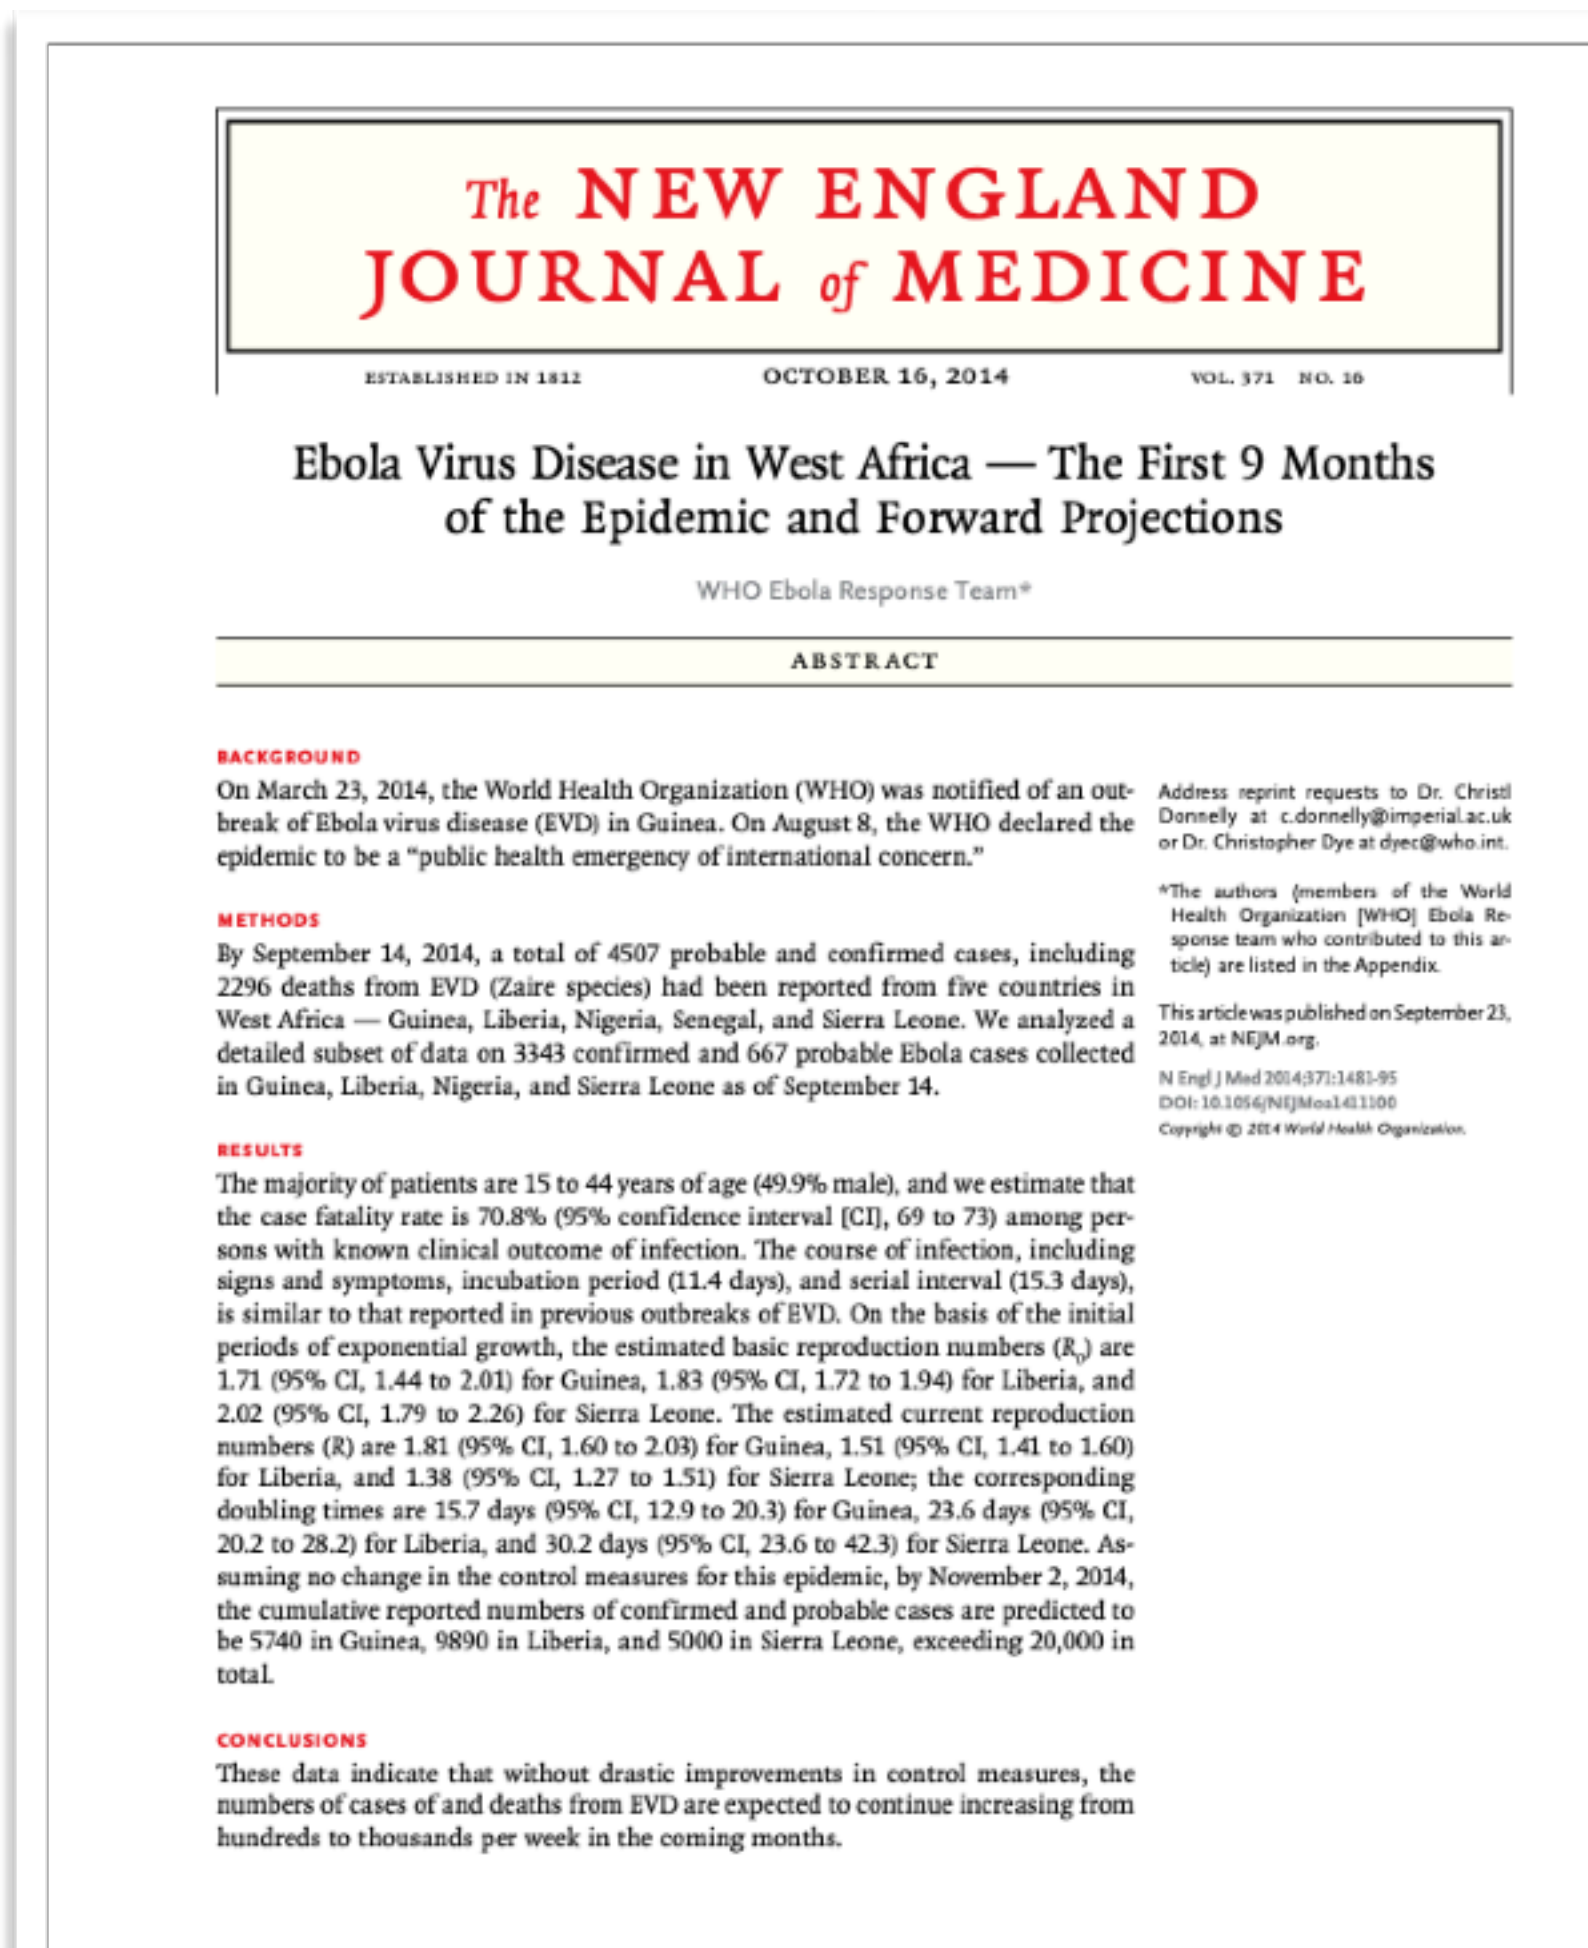 The NEW ENGLAND
JOURNAL of MEDICINE
ESTABLISHED IN 1812
OCTOBER 16, 2014
VOL. 371 NO. 16
Ebola Virus Disease in West Africa — The First 9 Months
of the Epidemic and Forward Projections
WHO Ebola Response Team*
ABSTRACT
BACKGROUND
On March 23, 2014, the World Health Organization (WHO) was notified of an out-
break of Ebola virus disease (EVD) in Guinea. On August 8, the WHO declared the
epidemic to be a “public health emergency of international concern.”
METHODS
By September 14, 2014, a total of 4507 probable and confirmed cases, including
2296 deaths from EVD (Zaire species) had been reported from five countries in
West Africa — Guinea, Liberia, Nigeria, Senegal, and Sierra Leone. We analyzed a
detailed subset of data on 3343 confirmed and 667 probable Ebola cases collected
in Guinea, Liberia, Nigeria, and Sierra Leone as of September 14.
RESULTS
The majority of patients are 15 to 44 years of age (49.9% male), and we estimate that
the case fatality rate is 70.8% (95% confidence interval [CI], 69 to 73) among per-
sons with known clinical outcome of infection. The course of infection, including
signs and symptoms, incubation period (11.4 days), and serial interval (15.3 days),
is similar to that reported in previous outbreaks of EVD. On the basis of the initial
periods of exponential growth, the estimated basic reproduction numbers (R₀) are
1.71 (95% CI, 1.44 to 2.01) for Guinea, 1.83 (95% CI, 1.72 to 1.94) for Liberia, and
2.02 (95% CI, 1.79 to 2.26) for Sierra Leone. The estimated current reproduction
numbers (R) are 1.81 (95% CI, 1.60 to 2.03) for Guinea, 1.51 (95% CI, 1.41 to 1.60)
for Liberia, and 1.38 (95% CI, 1.27 to 1.51) for Sierra Leone; the corresponding
doubling times are 15.7 days (95% CI, 12.9 to 20.3) for Guinea, 23.6 days (95% CI,
20.2 to 28.2) for Liberia, and 30.2 days (95% CI, 23.6 to 42.3) for Sierra Leone. As-
suming no change in the control measures for this epidemic, by November 2, 2014,
the cumulative reported numbers of confirmed and probable cases are predicted to
be 5740 in Guinea, 9890 in Liberia, and 5000 in Sierra Leone, exceeding 20,000 in
total.
CONCLUSIONS
These data indicate that without drastic improvements in control measures, the
numbers of cases of and deaths from EVD are expected to continue increasing from
hundreds to thousands per week in the coming months.
Address reprint requests to Dr. Christl
Donnelly at c.donnelly@imperial.ac.uk
or Dr. Christopher Dye at dyec@who.int.
*The authors (members of the World
Health Organization [WHO] Ebola Re-
sponse team who contributed to this ar-
ticle) are listed in the Appendix.
This article was published on September 23,
2014, at NEJM.org.
N Engl J Med 2014;371:1481-95
DOI: 10.1056/NEJMoa1411100
Copyright © 2014 World Health Organization.